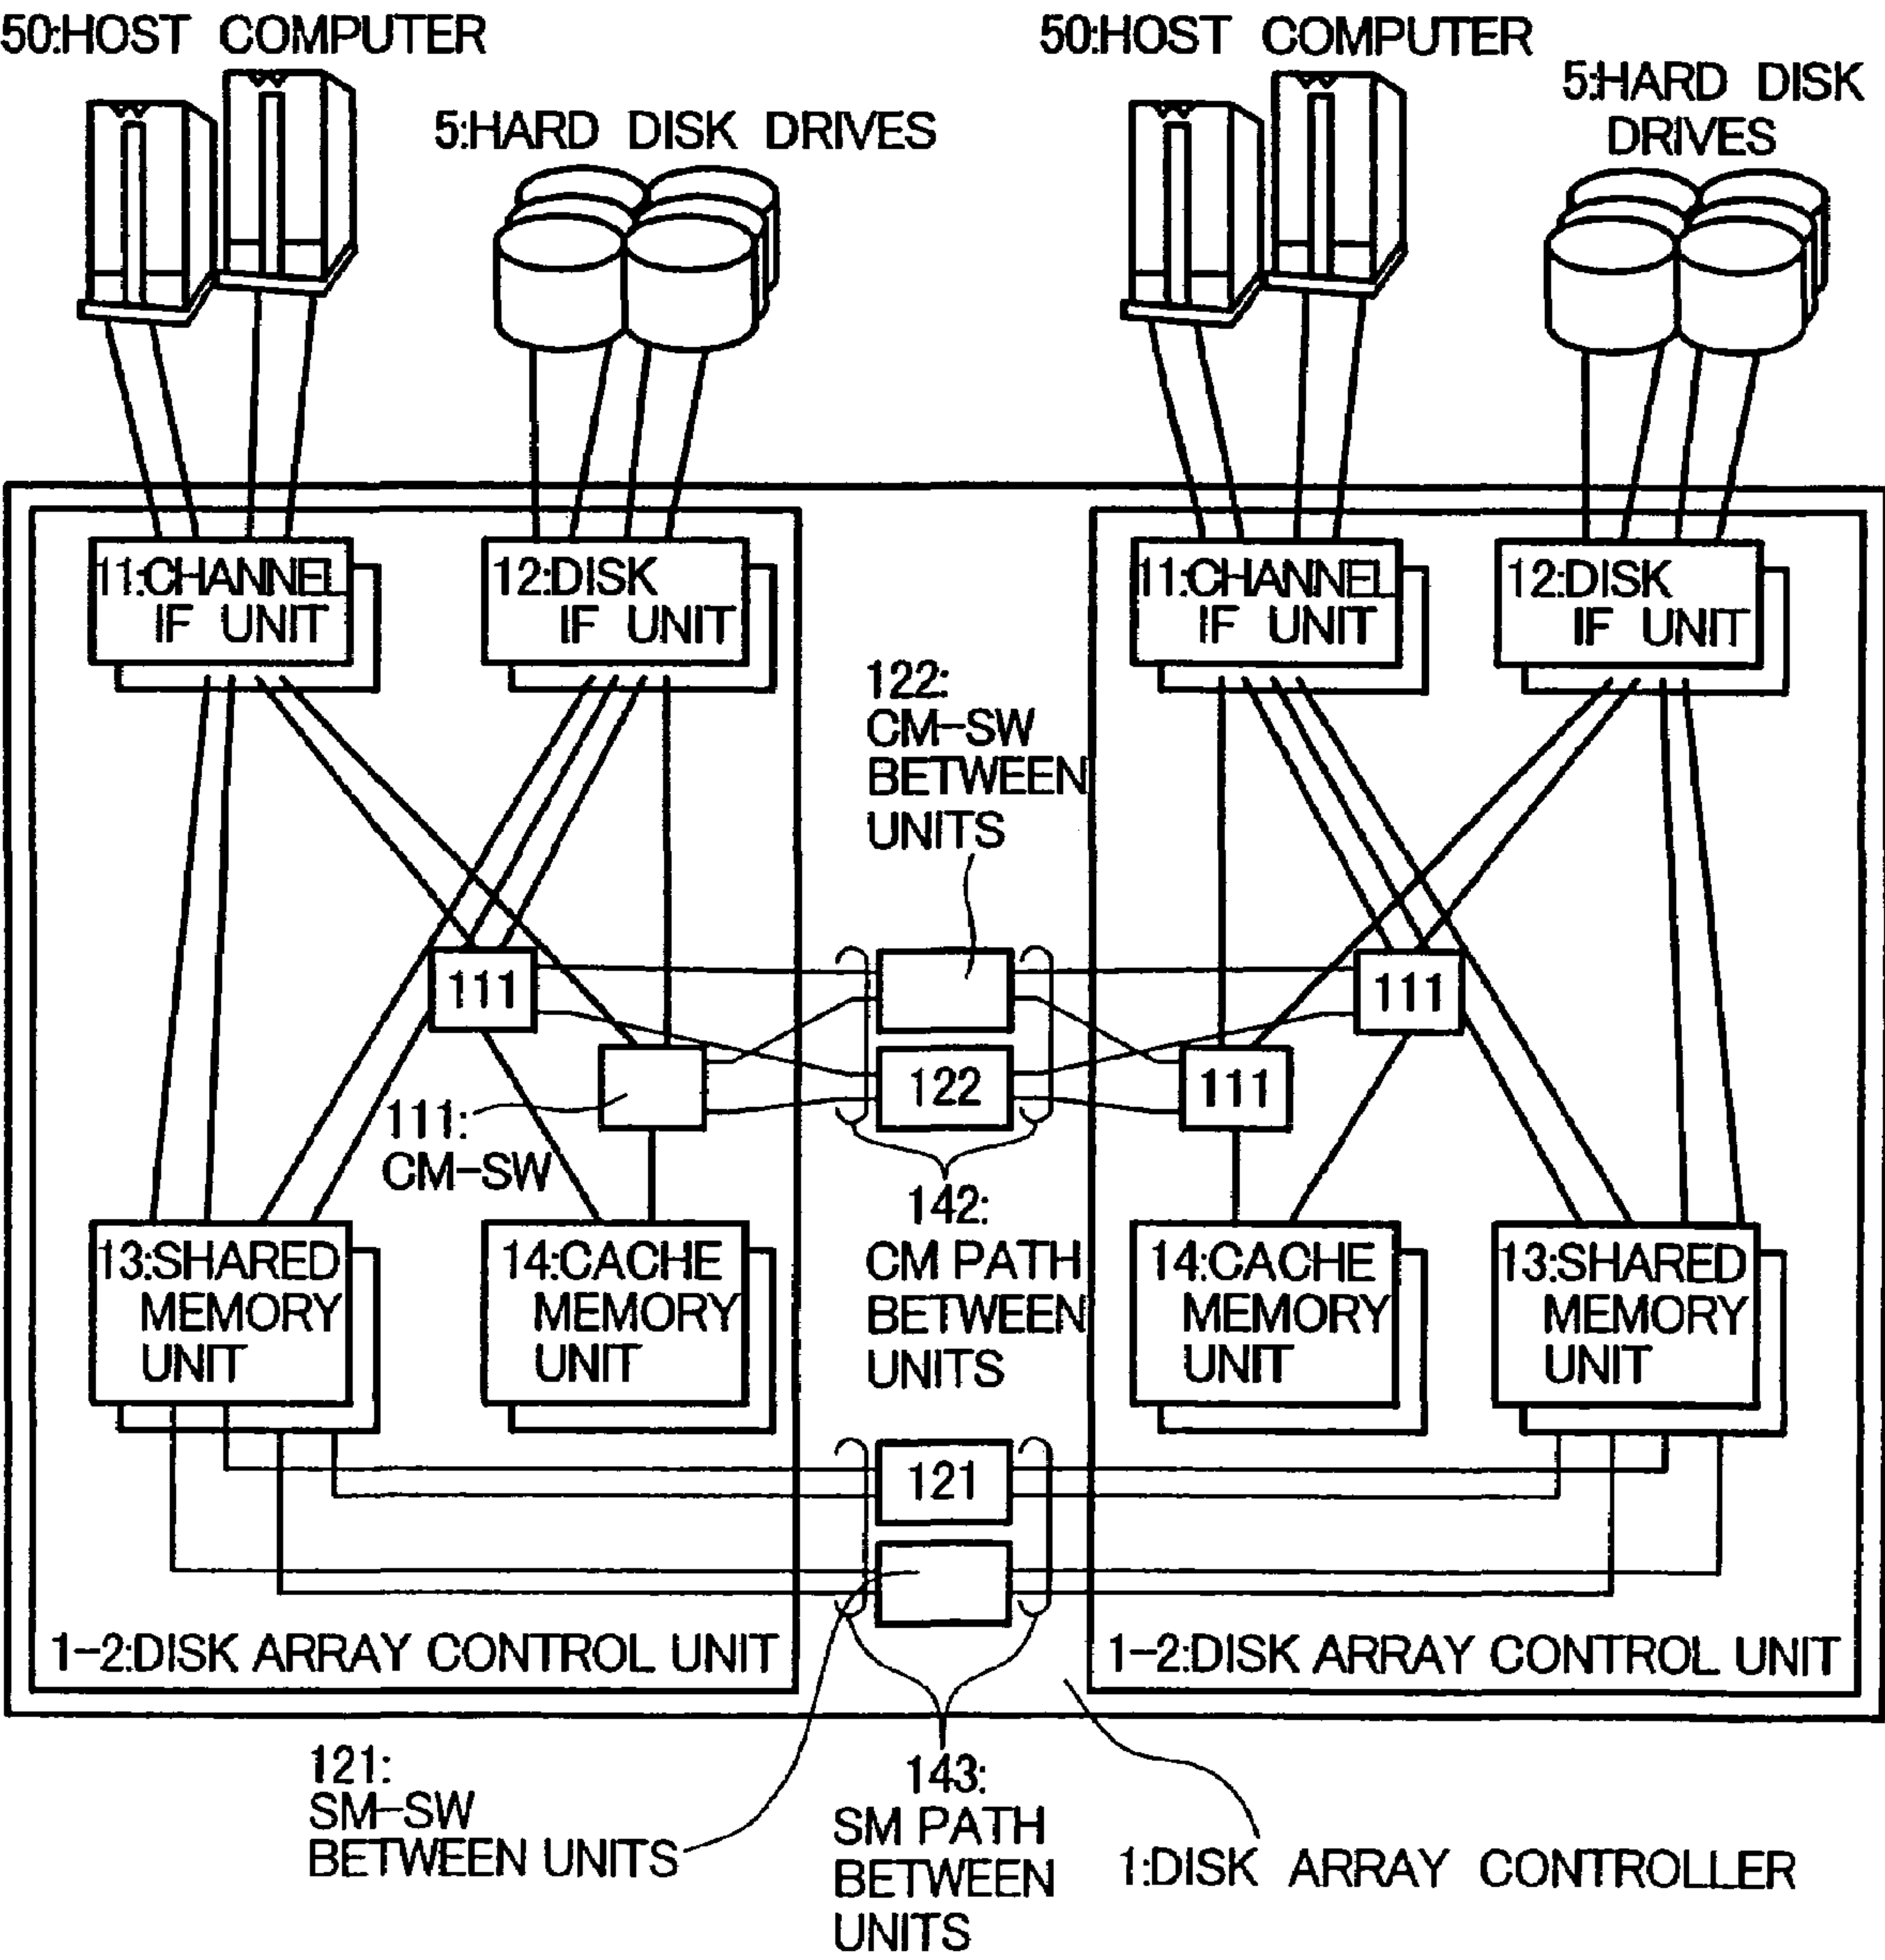 50:HOST COMPUTER
50:HOST COMPUTER
5:HARD DISK DRIVES
5:HARD DISK
DRIVES
11:CHANNEL
IF UNIT
12:DISK
IF UNIT
11:CHANNEL
IF UNIT
12:DISK
IF UNIT
122:
CM-SW
BETWEEN
UNITS
111
111
122
111
111:
CM-SW
142:
CM PATH
BETWEEN
UNITS
13:SHARED
MEMORY
UNIT
14:CACHE
MEMORY
UNIT
14:CACHE
MEMORY
UNIT
13:SHARED
MEMORY
UNIT
121
1-2:DISK ARRAY CONTROL UNIT
1-2:DISK ARRAY CONTROL UNIT
121:
SM-SW
BETWEEN UNITS
143:
SM PATH
BETWEEN
UNITS
1:DISK ARRAY CONTROLLER